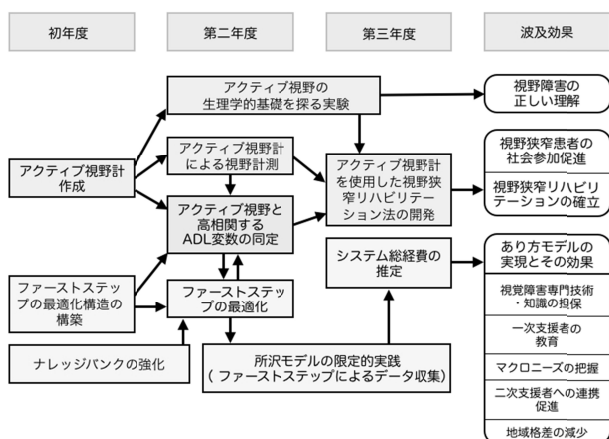 初年度
第二年度
第三年度
波及効果
アクティブ視野の
生理学的基礎を探る実験
視野障害の
正しい理解
アクティブ視野計
作成
アクティブ視野計
による視野計測
アクティブ視野計
を使用した視野狭
窄リハビリテ
ーション法の開発
視野狭窄患者の
社会参加促進
視野狭窄リハビリ
テーションの確立
アクティブ視野と
高相関する
ADL変数の同定
システム総経費の
推定
あり方モデルの
実現とその効果
ファーストステッ
プの最適化構造の
構築
ファーストステッ
プの最適化
視覚障害専門技術
・知識の担保
一次支援者の
教育
ナレッジバンクの強化
所沢モデルの限定的実践
（ファーストステップによるデータ収集）
マクロニーズの把握
二次支援者への連携
促進
地域格差の減少